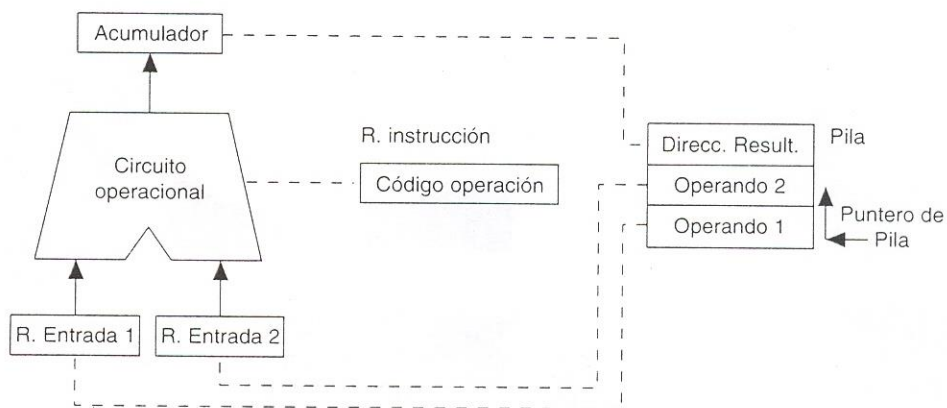 Acumulador
Circuito
operacional
R. instrucción
Código operación
R. Entrada 1
R. Entrada 2
Direcc. Result.
Operando 2
Operando 1
Pila
Puntero de
Pila